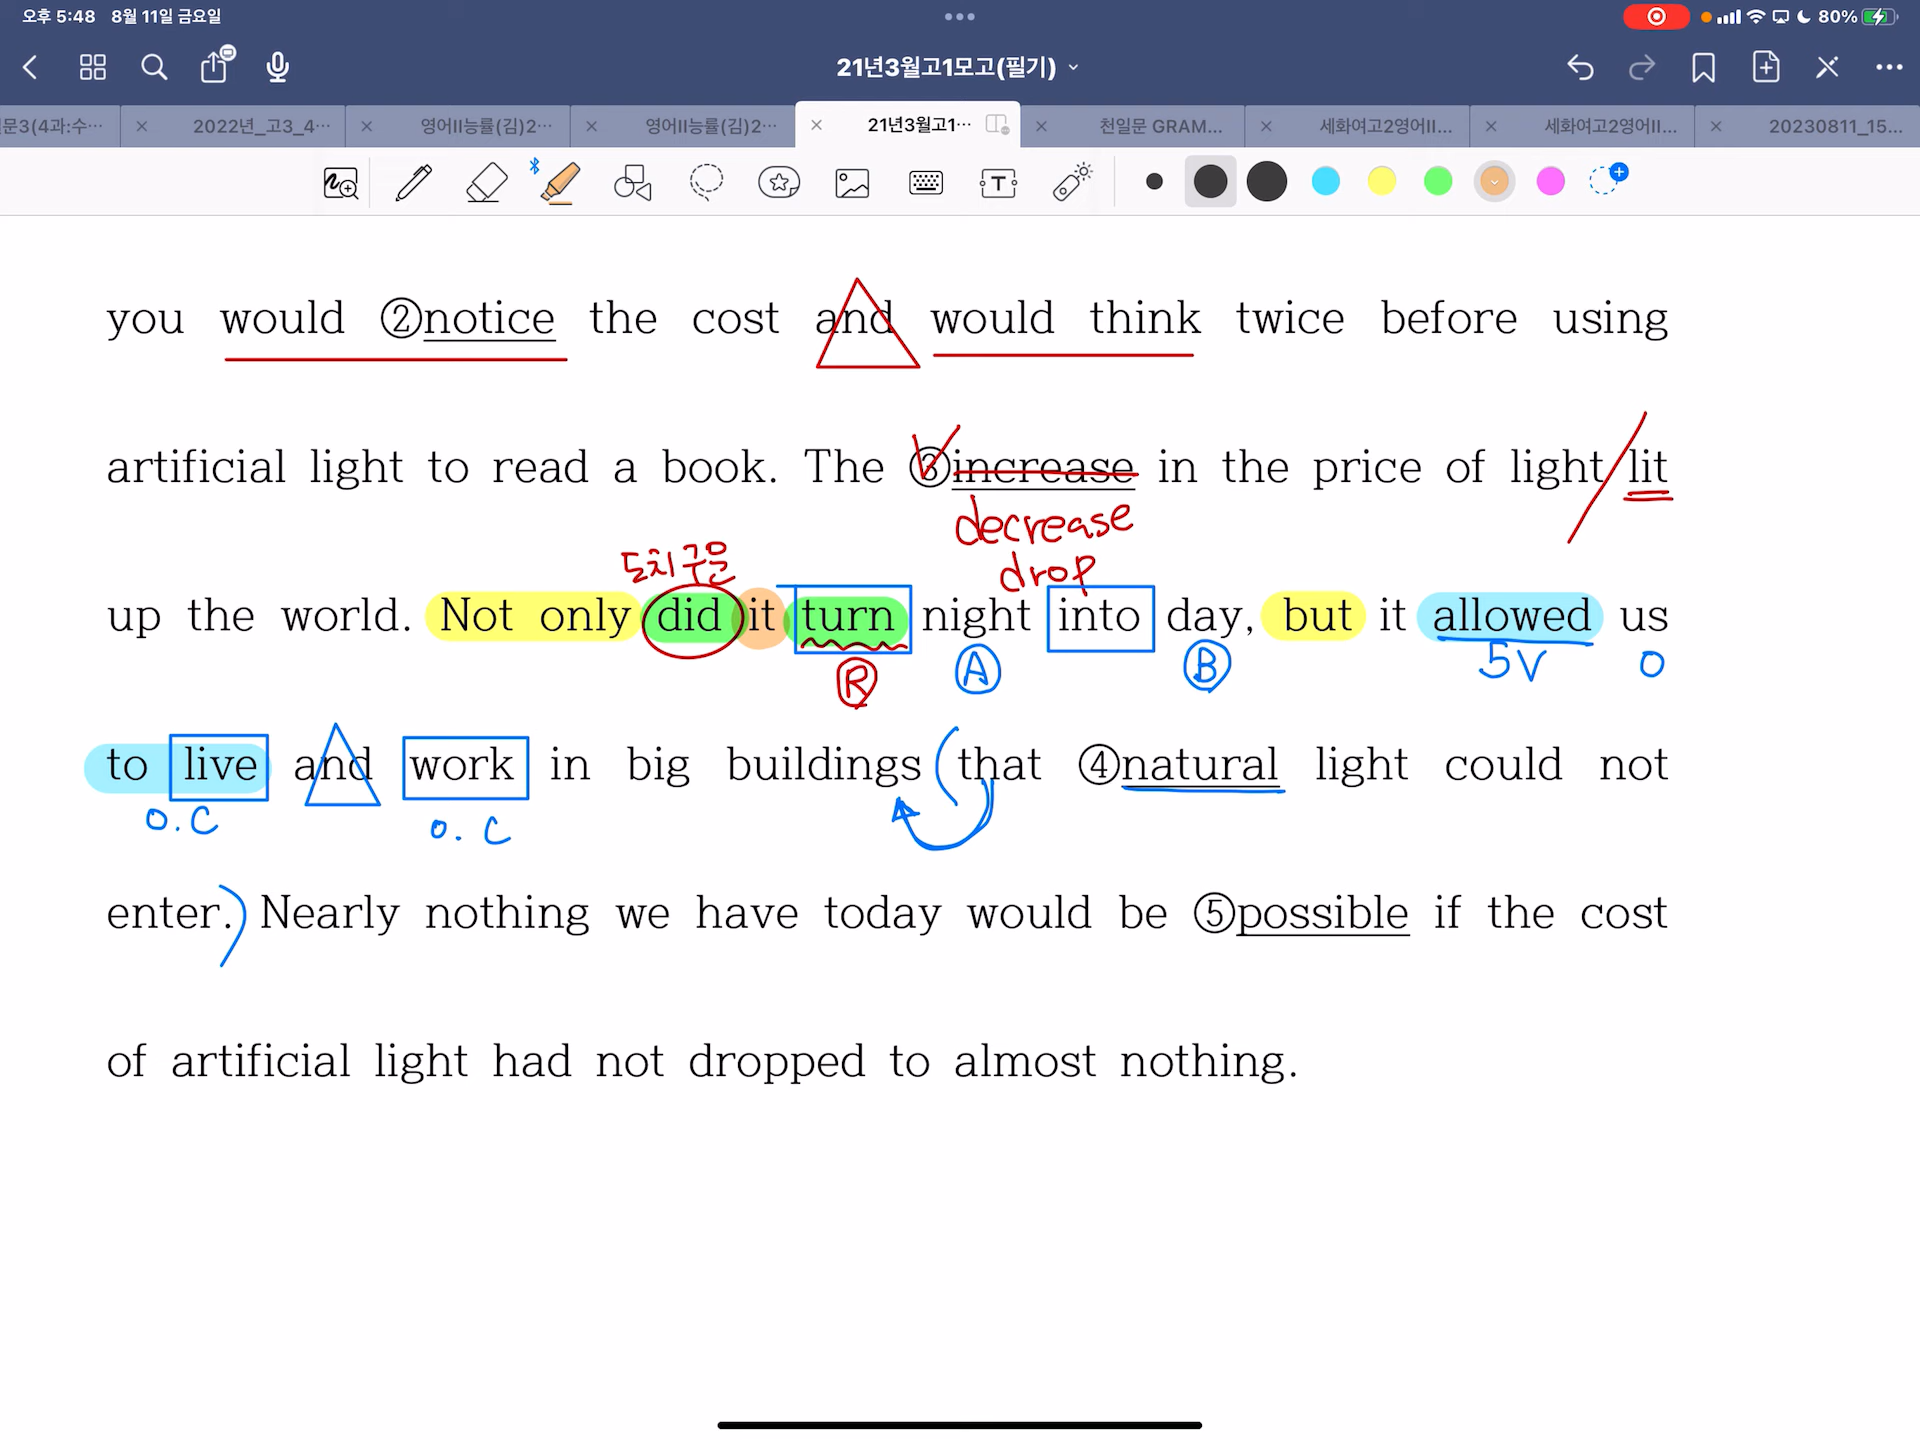 오후 5:48 8월 11일 금요일
80%
21년3월고1모고(필기)
문3(4과:수…
2022년_고3_4…
영어II능률(김)2…
영어II능률(김)2…
21년3월고1…
천일문 GRAM...
세화여고2영어II...
세화여고2영어II...
20230811_15...
you would ②notice the cost and would think twice before using
artificial light to read a book. The ③increase in the price of light lit
decrease
도치구문
drop
up the world. Not only did it turn night into day, but it allowed us
Ⓡ Ⓐ Ⓑ 5V O
to live and work in big buildings that ④natural light could not
O.C O.C
enter. Nearly nothing we have today would be ⑤possible if the cost
of artificial light had not dropped to almost nothing.